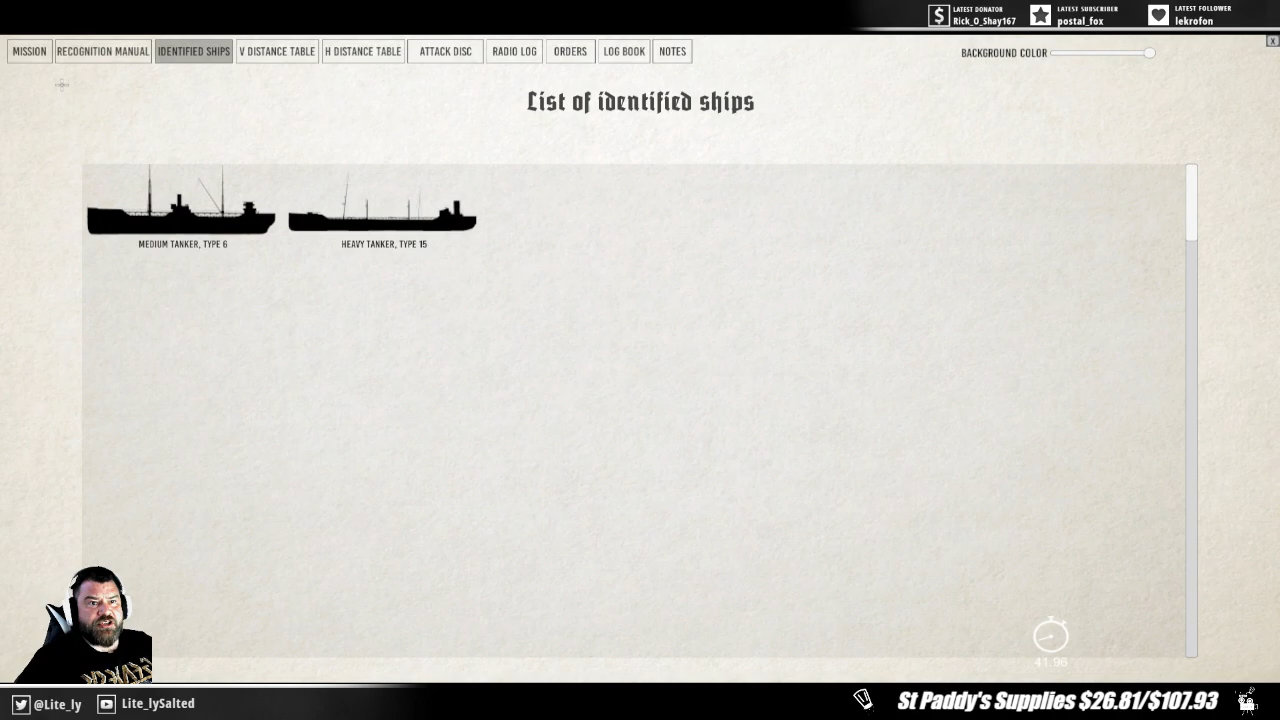 LATEST DONATOR
Rick_O_Shay167
LATEST SUBSCRIBER
postal_fox
LATEST FOLLOWER
lekrofon
MISSION
RECOGNITION MANUAL
IDENTIFIED SHIPS
V DISTANCE TABLE
H DISTANCE TABLE
ATTACK DISC
RADIO LOG
ORDERS
LOG BOOK
NOTES
BACKGROUND COLOR
X
List of identified ships
MEDIUM TANKER, TYPE 6
HEAVY TANKER, TYPE 15
41.96
@Lite_ly
Lite_lySalted
St Paddy's Supplies $26.81/$107.93